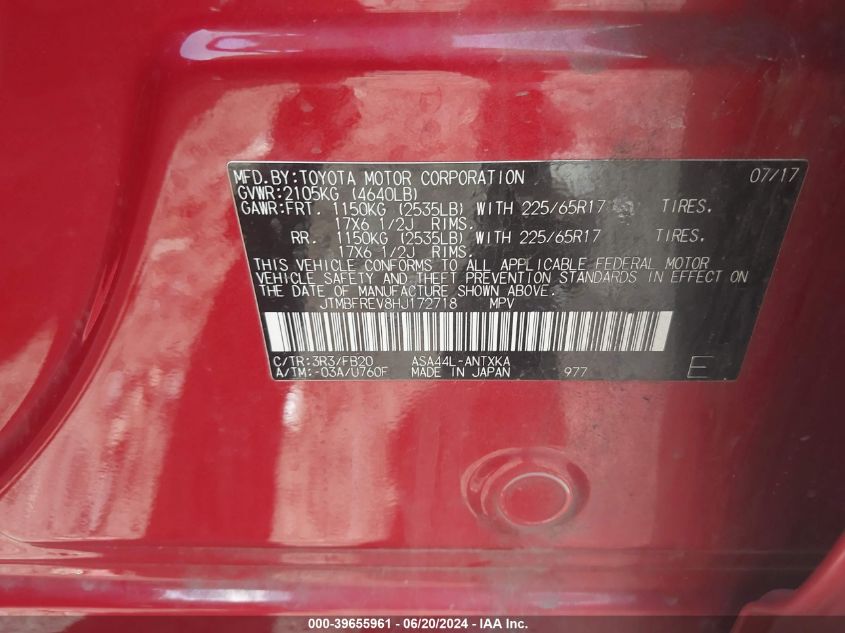 MFD.BY:TOYOTA MOTOR CORPORATION 07/17
GVWR:2105KG (4640LB)
GAWR:FRT. 1150KG (2535LB) WITH 225/65R17 TIRES.
17X6 1/2J RIMS.
RR. 1150KG (2535LB) WITH 225/65R17 TIRES.
17X6 1/2J RIMS.
THIS VEHICLE CONFORMS TO ALL APPLICABLE FEDERAL MOTOR
VEHICLE SAFETY AND THEFT PREVENTION STANDARDS IN EFFECT ON
THE DATE OF MANUFACTURE SHOWN ABOVE.
JTMBFREV8HJ172718 MPV
C/TR:3R3/FB20 ASA44L-ANTXKA
A/TM:-03A/U760F MADE IN JAPAN 977 E
000-39655961 - 06/20/2024 - IAA Inc.